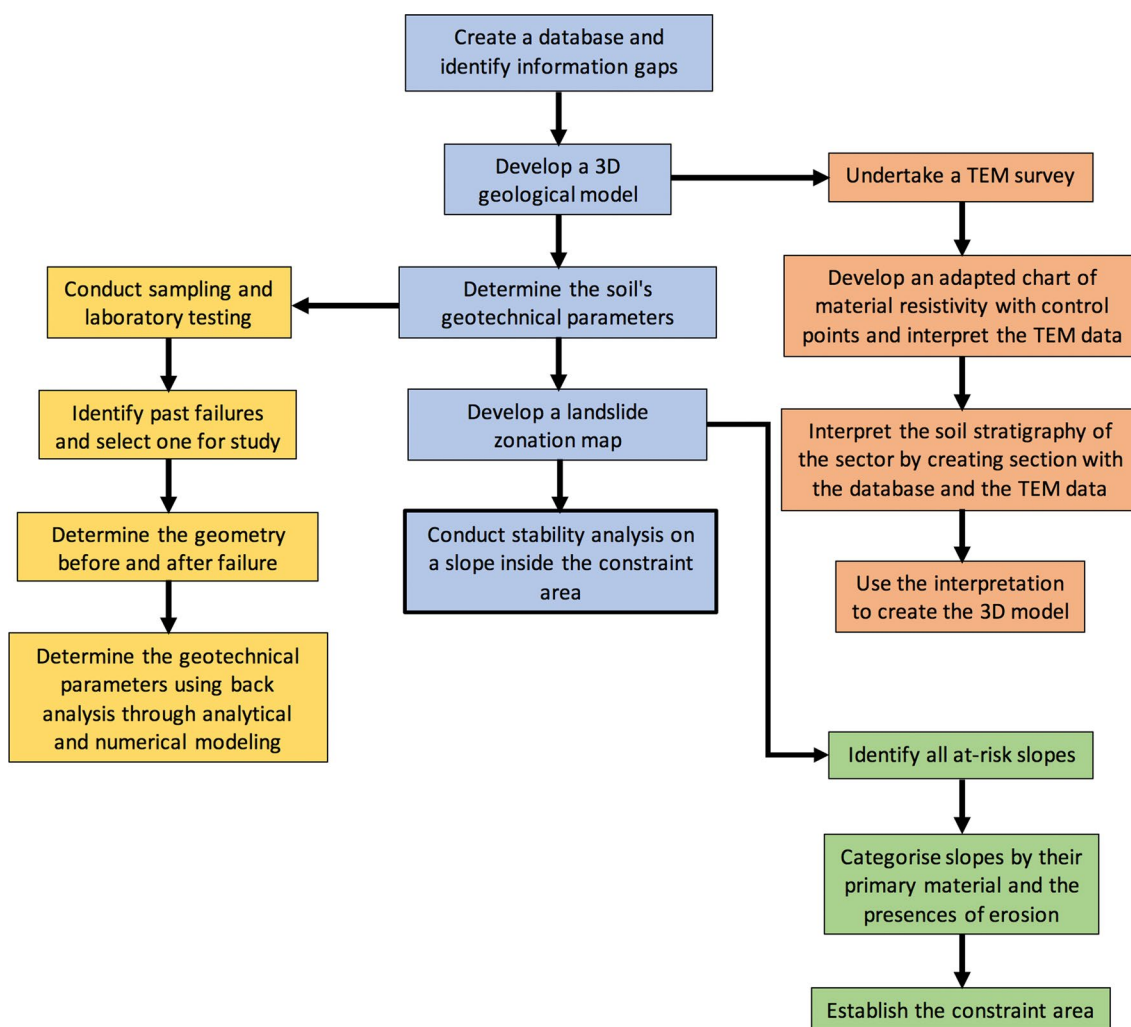 Create a database and
identify information gaps
Develop a 3D
geological model
Undertake a TEM survey
Conduct sampling and
laboratory testing
Determine the soil's
geotechnical parameters
Develop an adapted chart of
material resistivity with control
points and interpret the TEM data
Identify past failures
and select one for study
Develop a landslide
zonation map
Interpret the soil stratigraphy of
the sector by creating section with
the database and the TEM data
Determine the geometry
before and after failure
Conduct stability analysis on
a slope inside the constraint
area
Use the interpretation
to create the 3D model
Determine the geotechnical
parameters using back
analysis through analytical
and numerical modeling
Identify all at-risk slopes
Categorise slopes by their
primary material and the
presences of erosion
Establish the constraint area